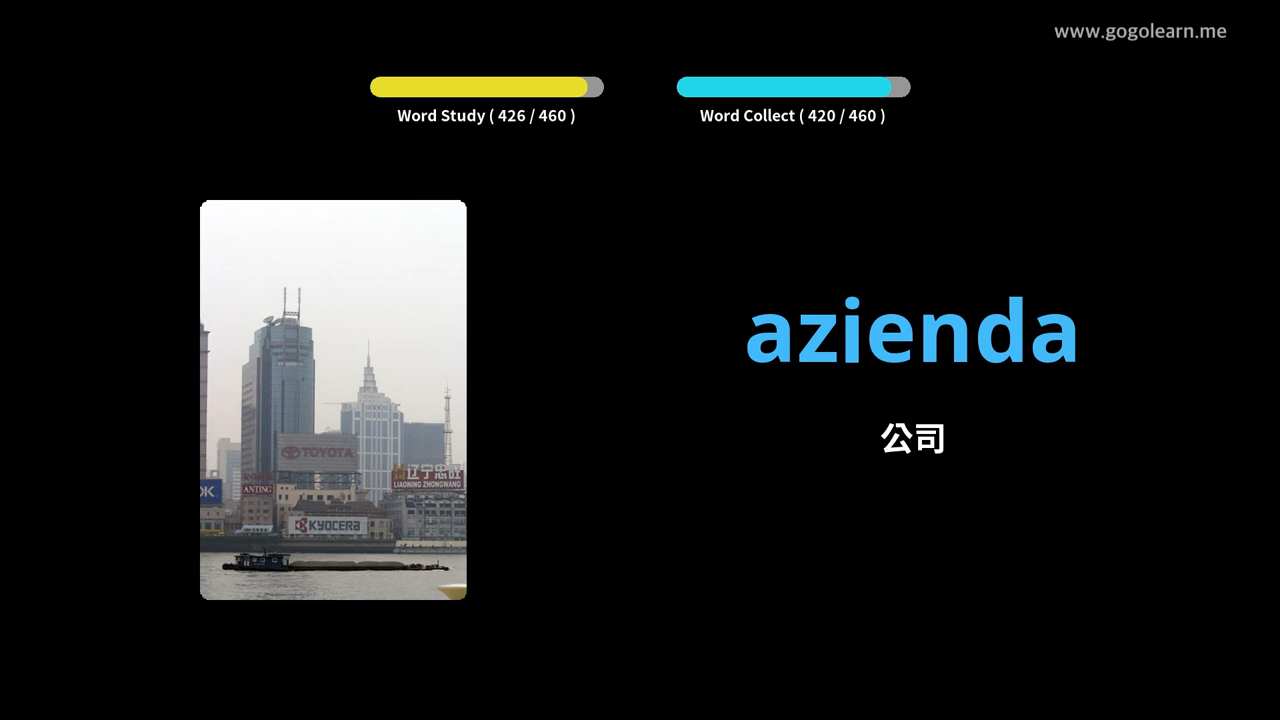 www.gogolearn.me
Word Study ( 426 / 460 )
Word Collect ( 420 / 460 )
azienda
公司
TOYOTA
辽宁忠旺
LIAONING ZHONGWANG
ANTING
OK
KYOCERA